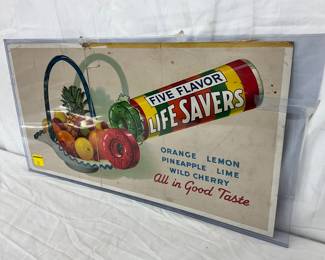 FIVE FLAVOR
LIFE SAVERS
ORANGE LEMON
PINEAPPLE LIME
WILD CHERRY
All in Good Taste